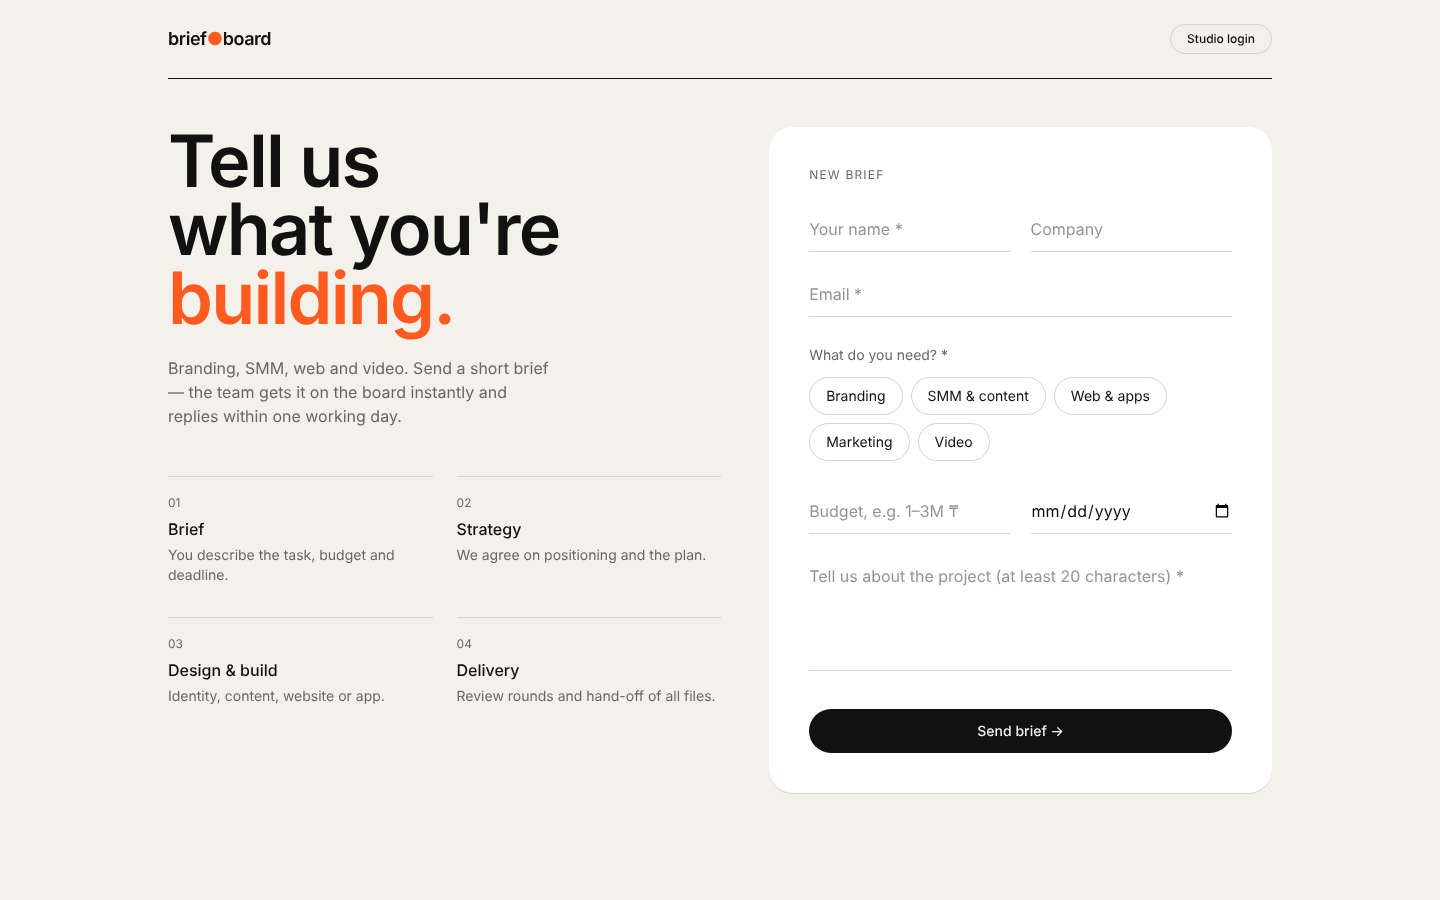 brief●board
Studio login
Tell us
what you're
building.
Branding, SMM, web and video. Send a short brief
— the team gets it on the board instantly and
replies within one working day.
01
Brief
You describe the task, budget and
deadline.
02
Strategy
We agree on positioning and the plan.
03
Design & build
Identity, content, website or app.
04
Delivery
Review rounds and hand-off of all files.
NEW BRIEF
Your name *
Company
Email *
What do you need? *
Branding
SMM & content
Web & apps
Marketing
Video
Budget, e.g. 1–3M ₸
mm/dd/yyyy
Tell us about the project (at least 20 characters) *
Send brief →